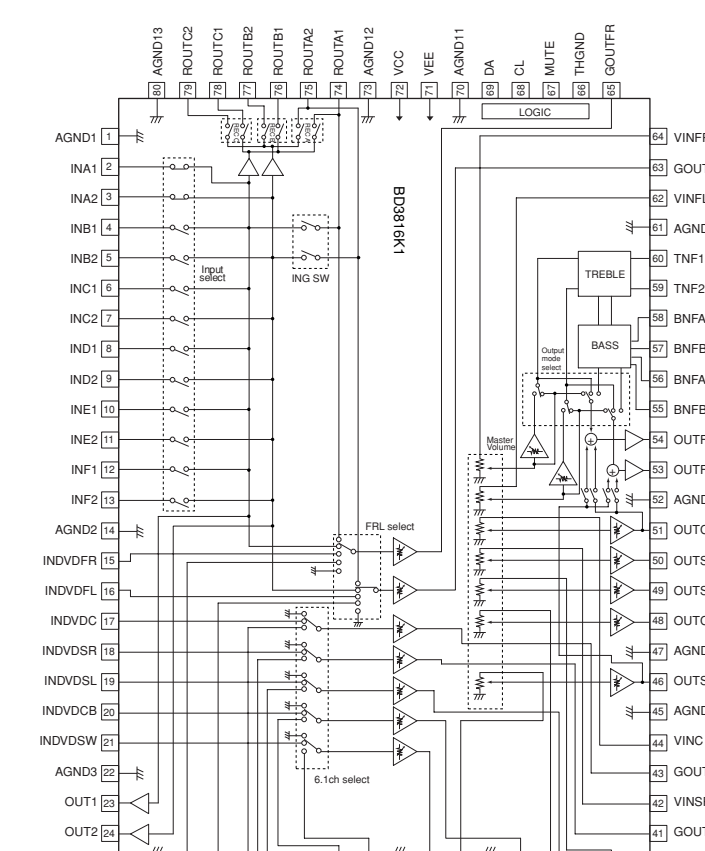 AGND13
ROUTC2
ROUTC1
ROUTB2
ROUTB1
ROUTA2
ROUTA1
AGND12
VCC
VEE
AGND11
DA
CL
MUTE
THGND
GOUTFR
80
79
78
77
76
75
74
73
72
71
70
69
68
67
66
65
LOGIC
AGND1 1
INA1 2
INA2 3
INB1 4
INB2 5
INC1 6
INC2 7
IND1 8
IND2 9
INE1 10
INE2 11
INF1 12
INF2 13
AGND2 14
INDVDFR 15
INDVDFL 16
INDVDC 17
INDVDSR 18
INDVDSL 19
INDVDCB 20
INDVDSW 21
AGND3 22
OUT1 23
OUT2 24
Input
select
ING SW
BD3816K1
FRL select
6.1ch select
Master
Volume
Output
mode
select
TREBLE
BASS
64 VINFR
63 GOUT
62 VINFL
61 AGND
60 TNF1
59 TNF2
58 BNFA
57 BNFB
56 BNFA
55 BNFB
54 OUTF
53 OUTF
52 AGND
51 OUTC
50 OUTS
49 OUTS
48 OUTC
47 AGND
46 OUTS
45 AGND
44 VINC
43 GOUT
42 VINS
41 GOUT